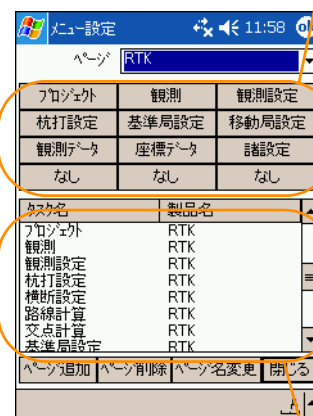 メニュー設定 11:58
ページ RTK
プロジェクト 観測 観測設定
杭打設定 基準局設定 移動局設定
観測データ 座標データ 諸設定
なし なし なし
タスク名 製品名
プロジェクト RTK
観測 RTK
観測設定 RTK
杭打設定 RTK
横断設定 RTK
路線計算 RTK
交点計算 RTK
基準局設定 RTK
ページ追加 ページ削除 ページ名変更 閉じる